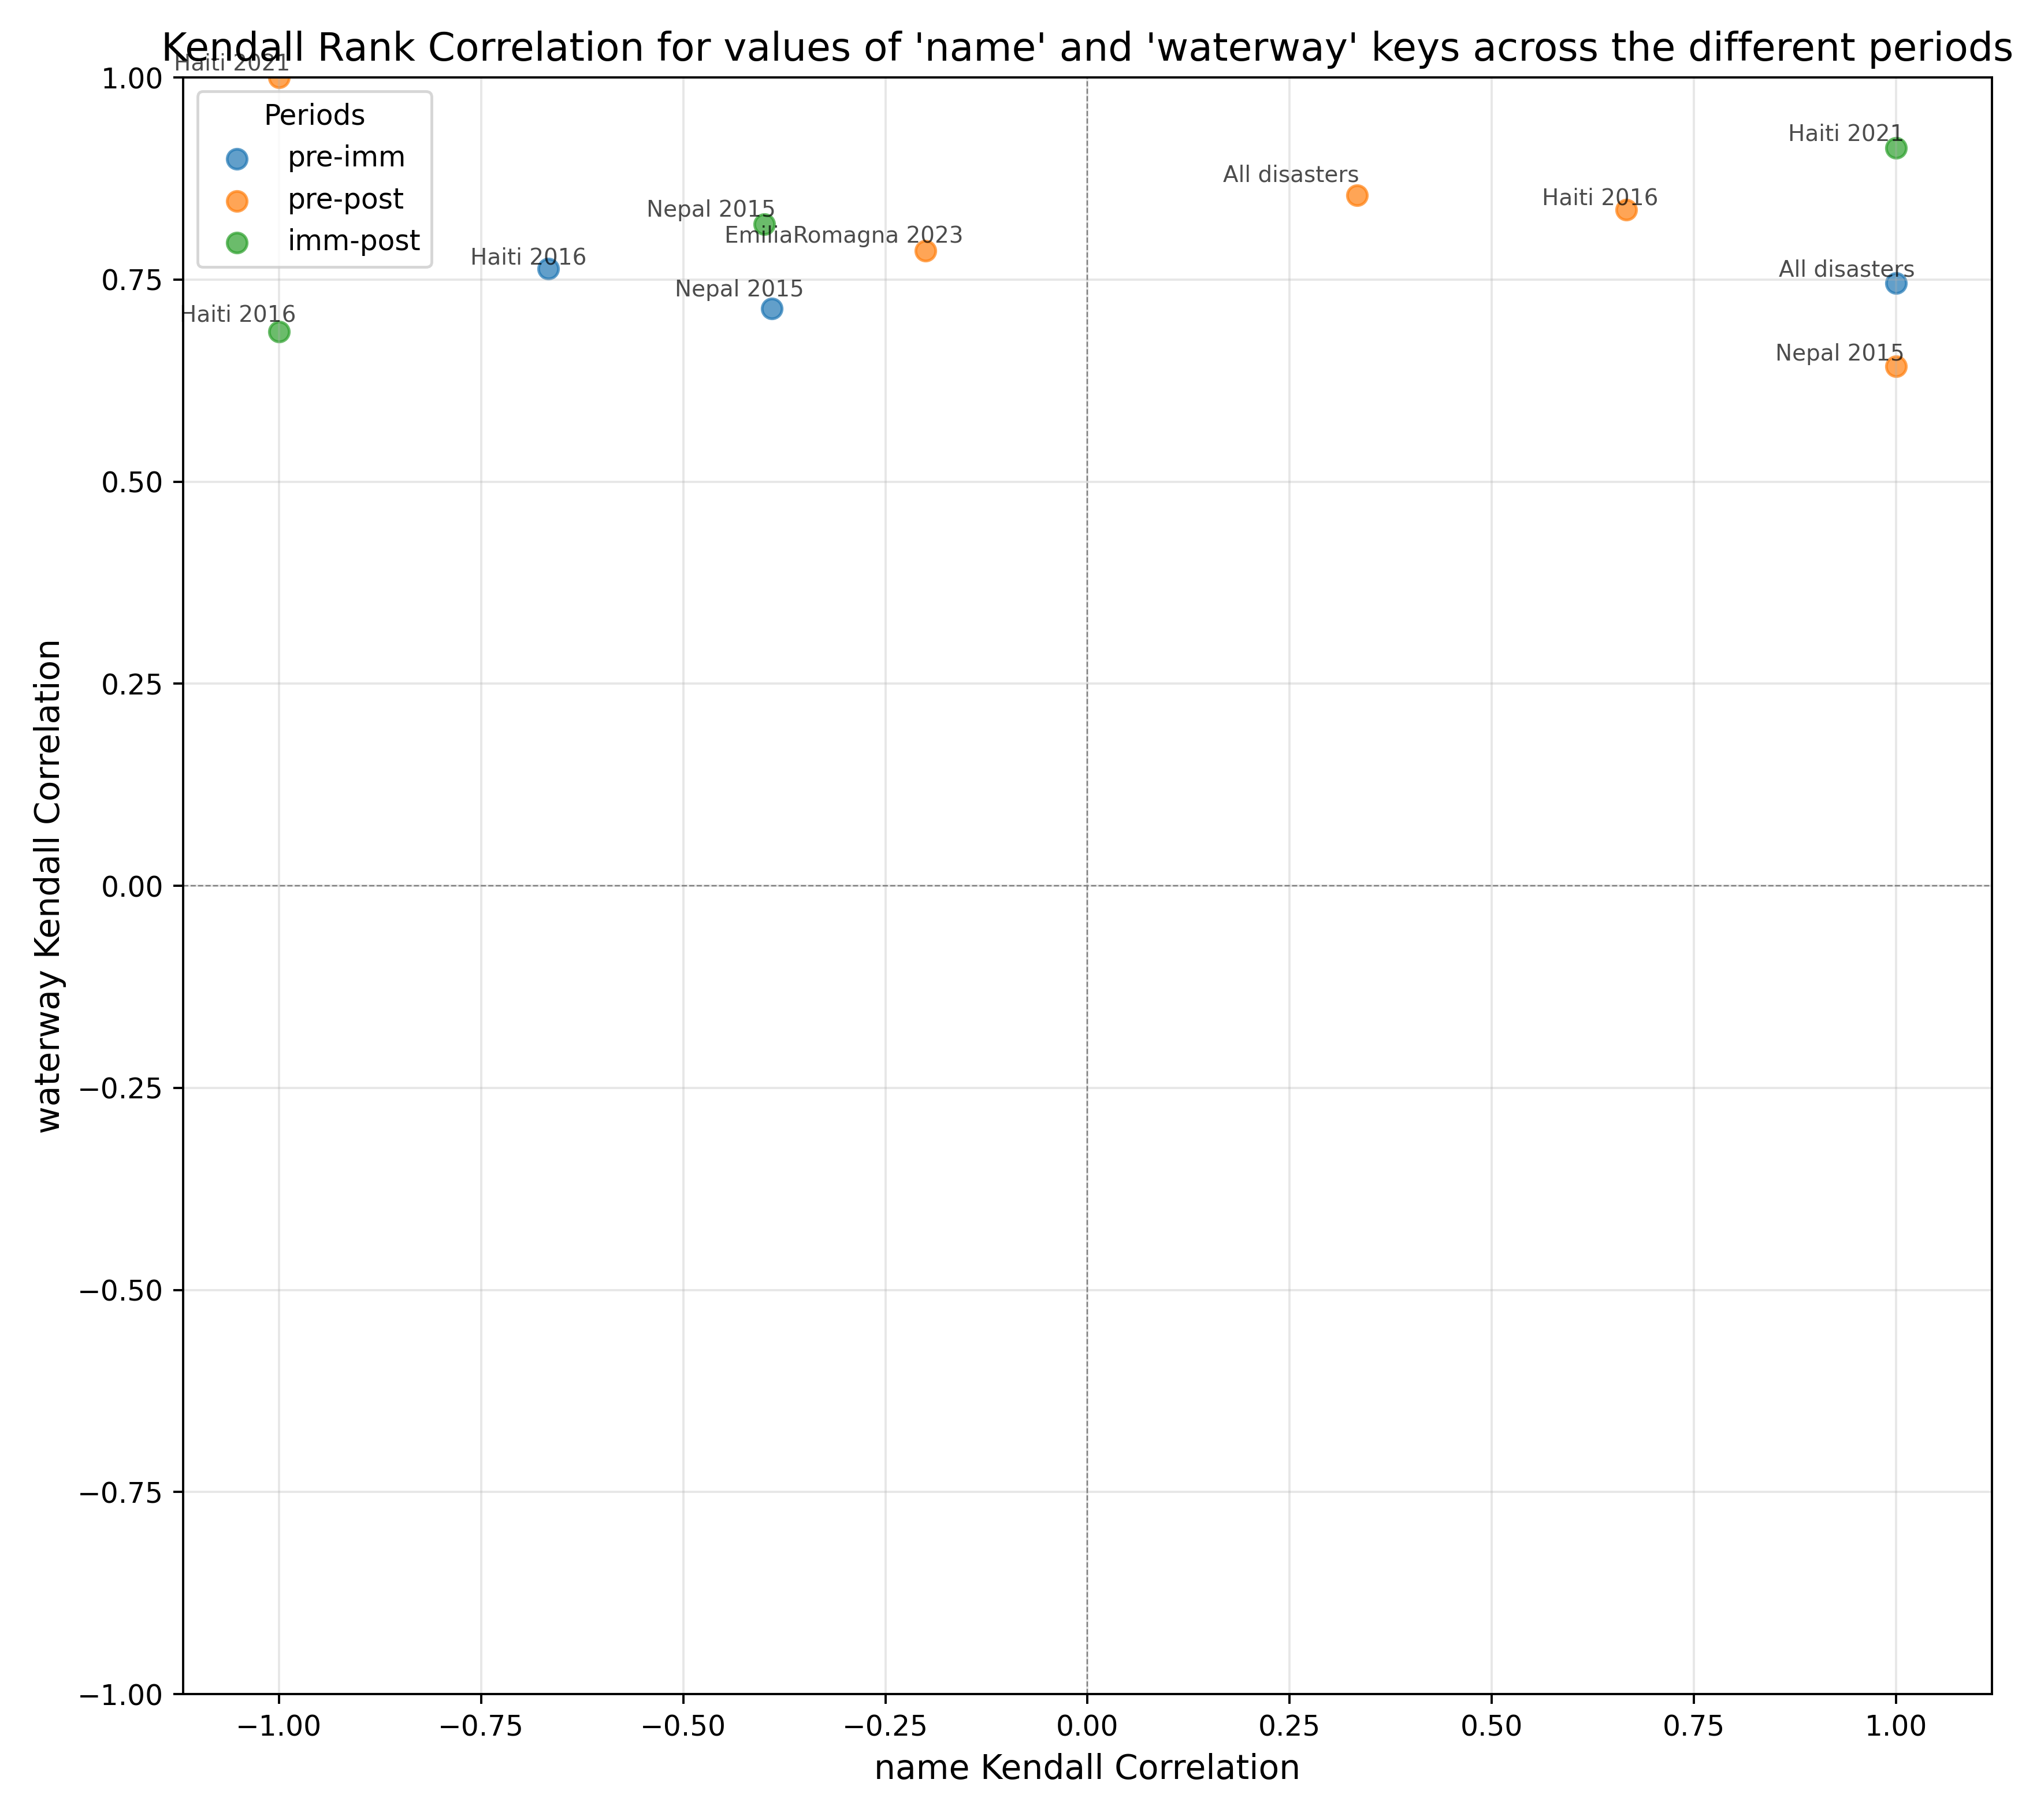 Kendall Rank Correlation for values of 'name' and 'waterway' keys across the different periods
Haiti 2021
1.00
Periods
pre-imm
pre-post
imm-post
Haiti 2021
All disasters
Haiti 2016
Nepal 2015
EmiliaRomagna 2023
Haiti 2016
All disasters
0.75
Nepal 2015
Haiti 2016
Nepal 2015
0.50
0.25
waterway Kendall Correlation
0.00
−0.25
−0.50
−0.75
−1.00
−1.00 −0.75 −0.50 −0.25 0.00 0.25 0.50 0.75 1.00
name Kendall Correlation